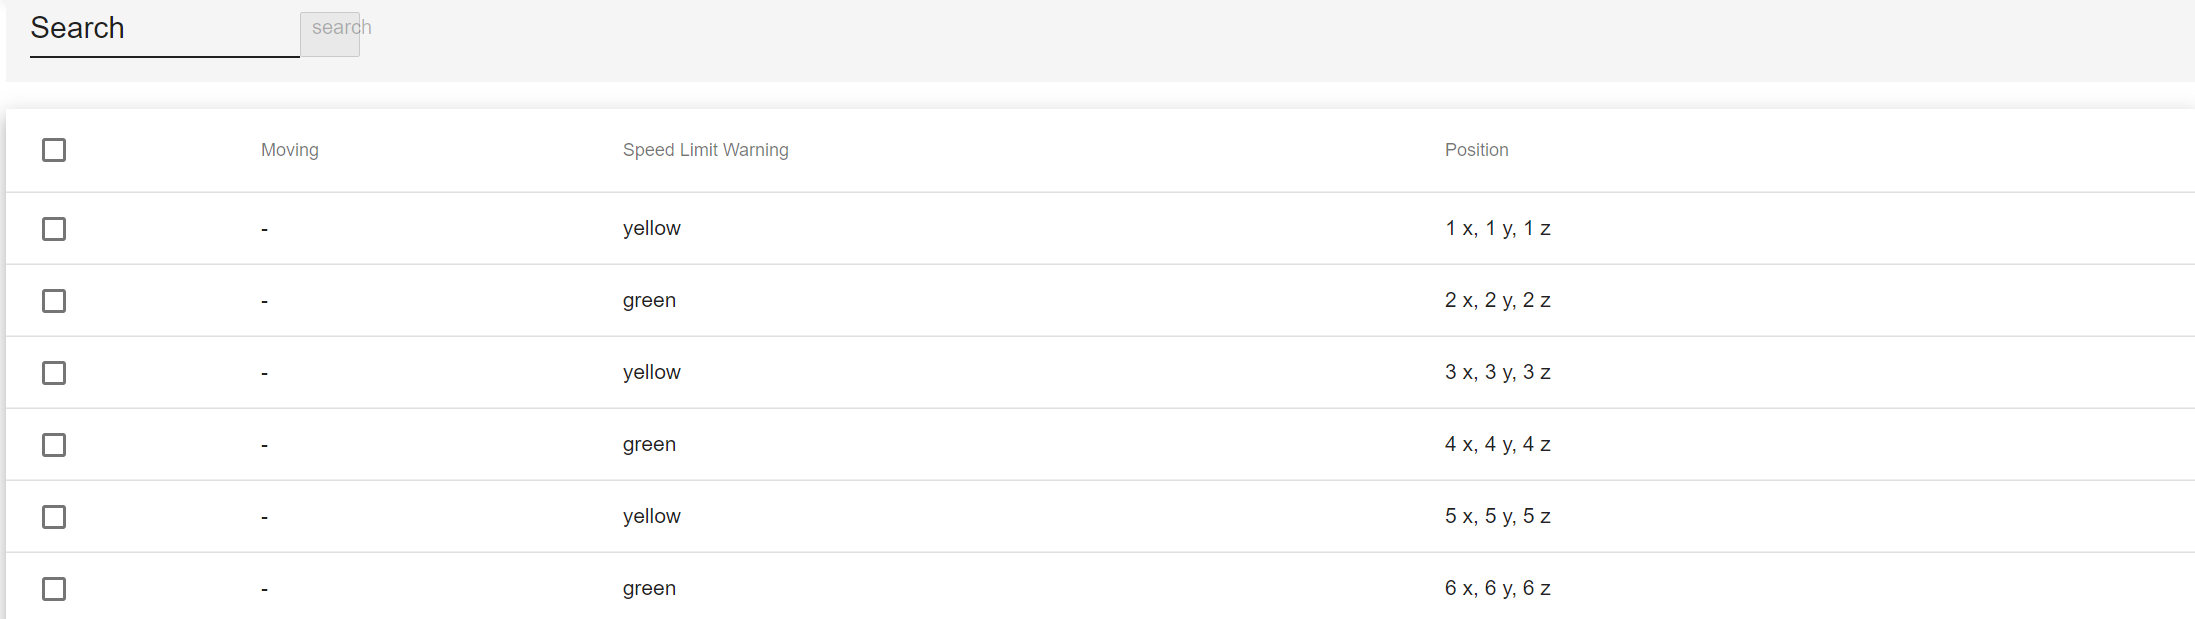 Search search
Moving Speed Limit Warning Position
- yellow 1 x, 1 y, 1 z
- green 2 x, 2 y, 2 z
- yellow 3 x, 3 y, 3 z
- green 4 x, 4 y, 4 z
- yellow 5 x, 5 y, 5 z
- green 6 x, 6 y, 6 z